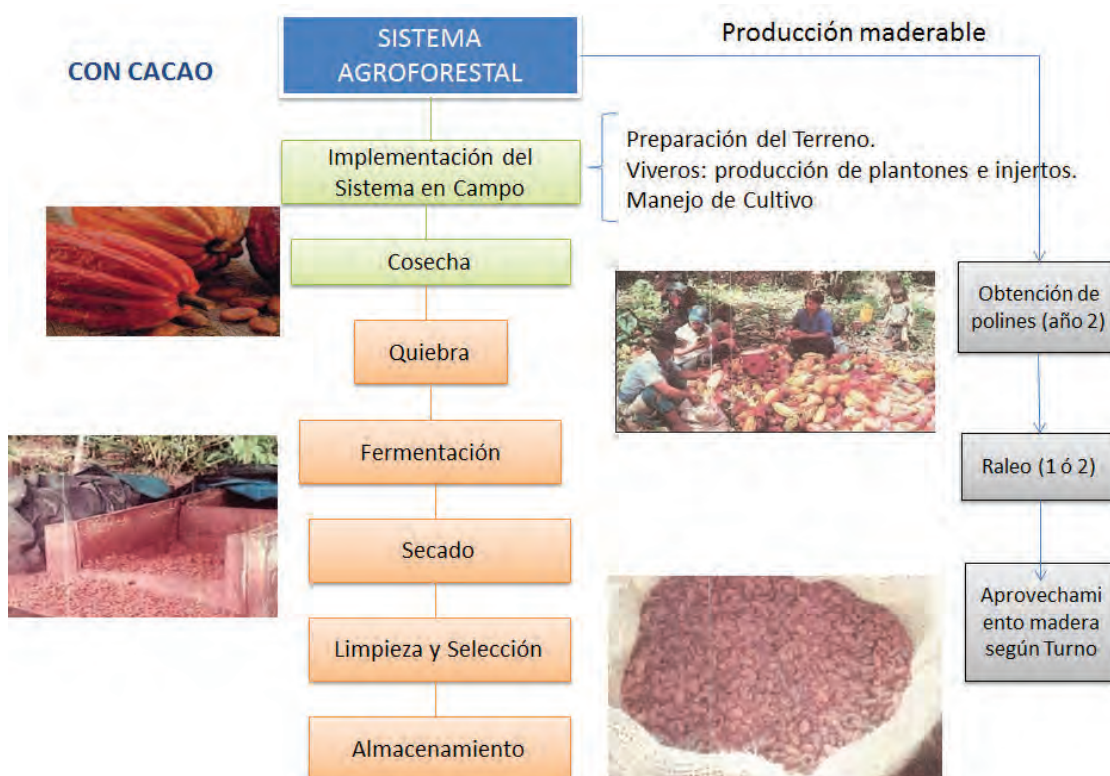 CON CACAO
SISTEMA
AGROFORESTAL
Producción maderable
Implementación del
Sistema en Campo
Preparación del Terreno.
Viveros: producción de plantones e injertos.
Manejo de Cultivo
Cosecha
Quiebra
Fermentación
Secado
Limpieza y Selección
Almacenamiento
Obtención de
polines (año 2)
Raleo (1 ó 2)
Aprovechami
ento madera
según Turno